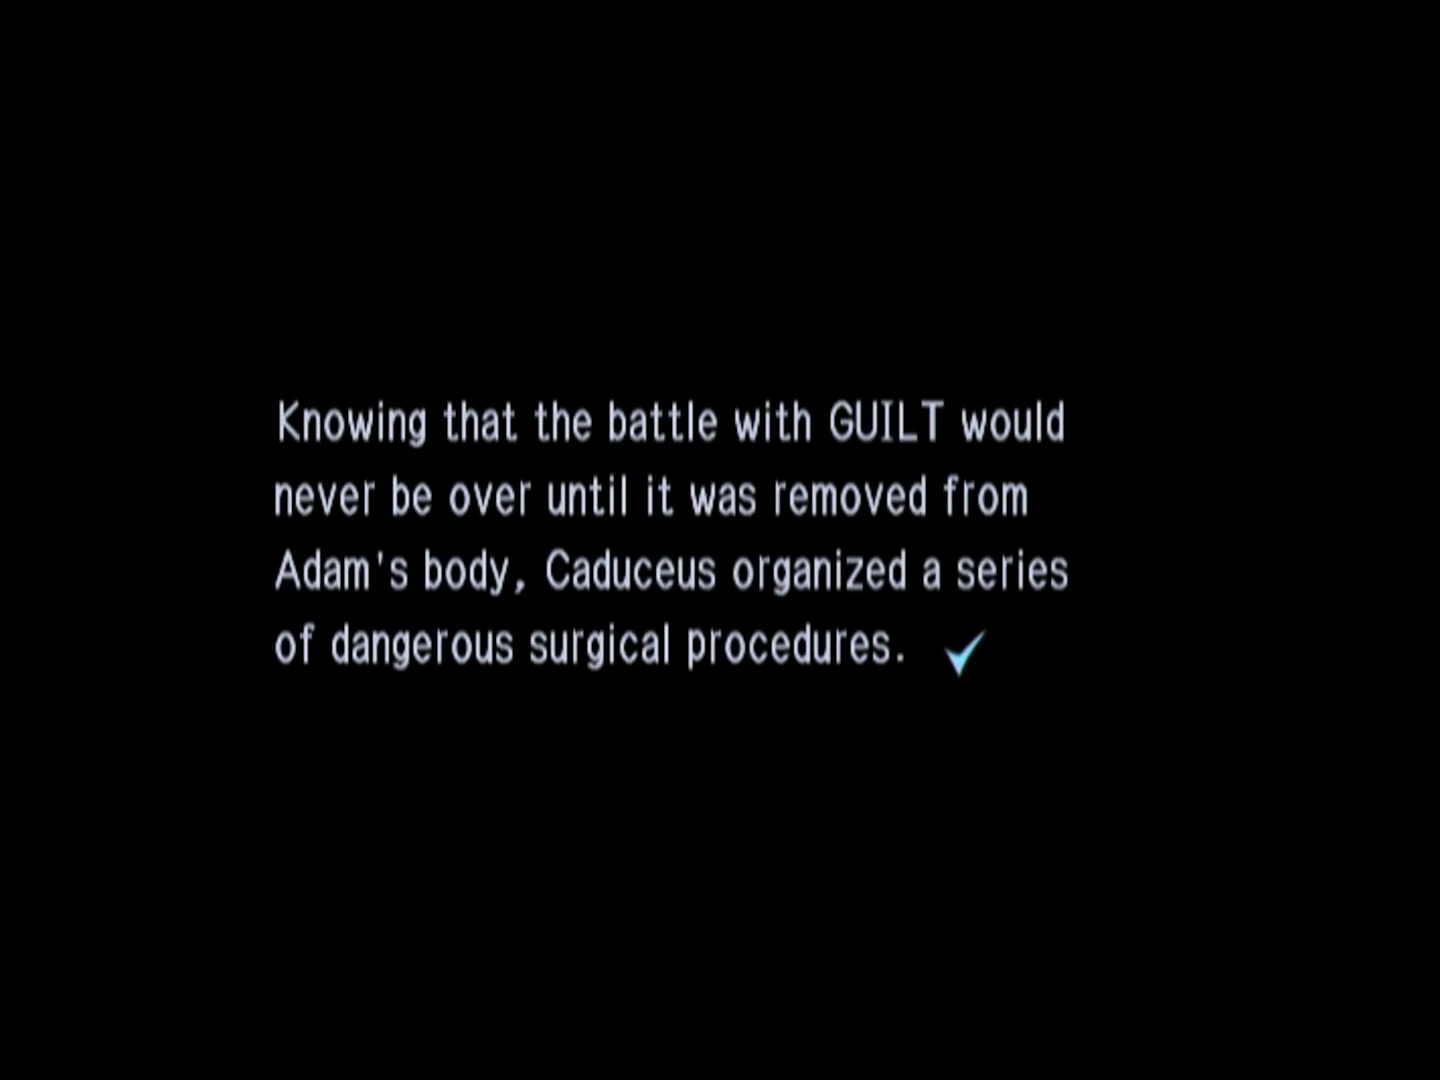 Knowing that the battle with GUILT would
never be over until it was removed from
Adam's body, Caduceus organized a series
of dangerous surgical procedures.